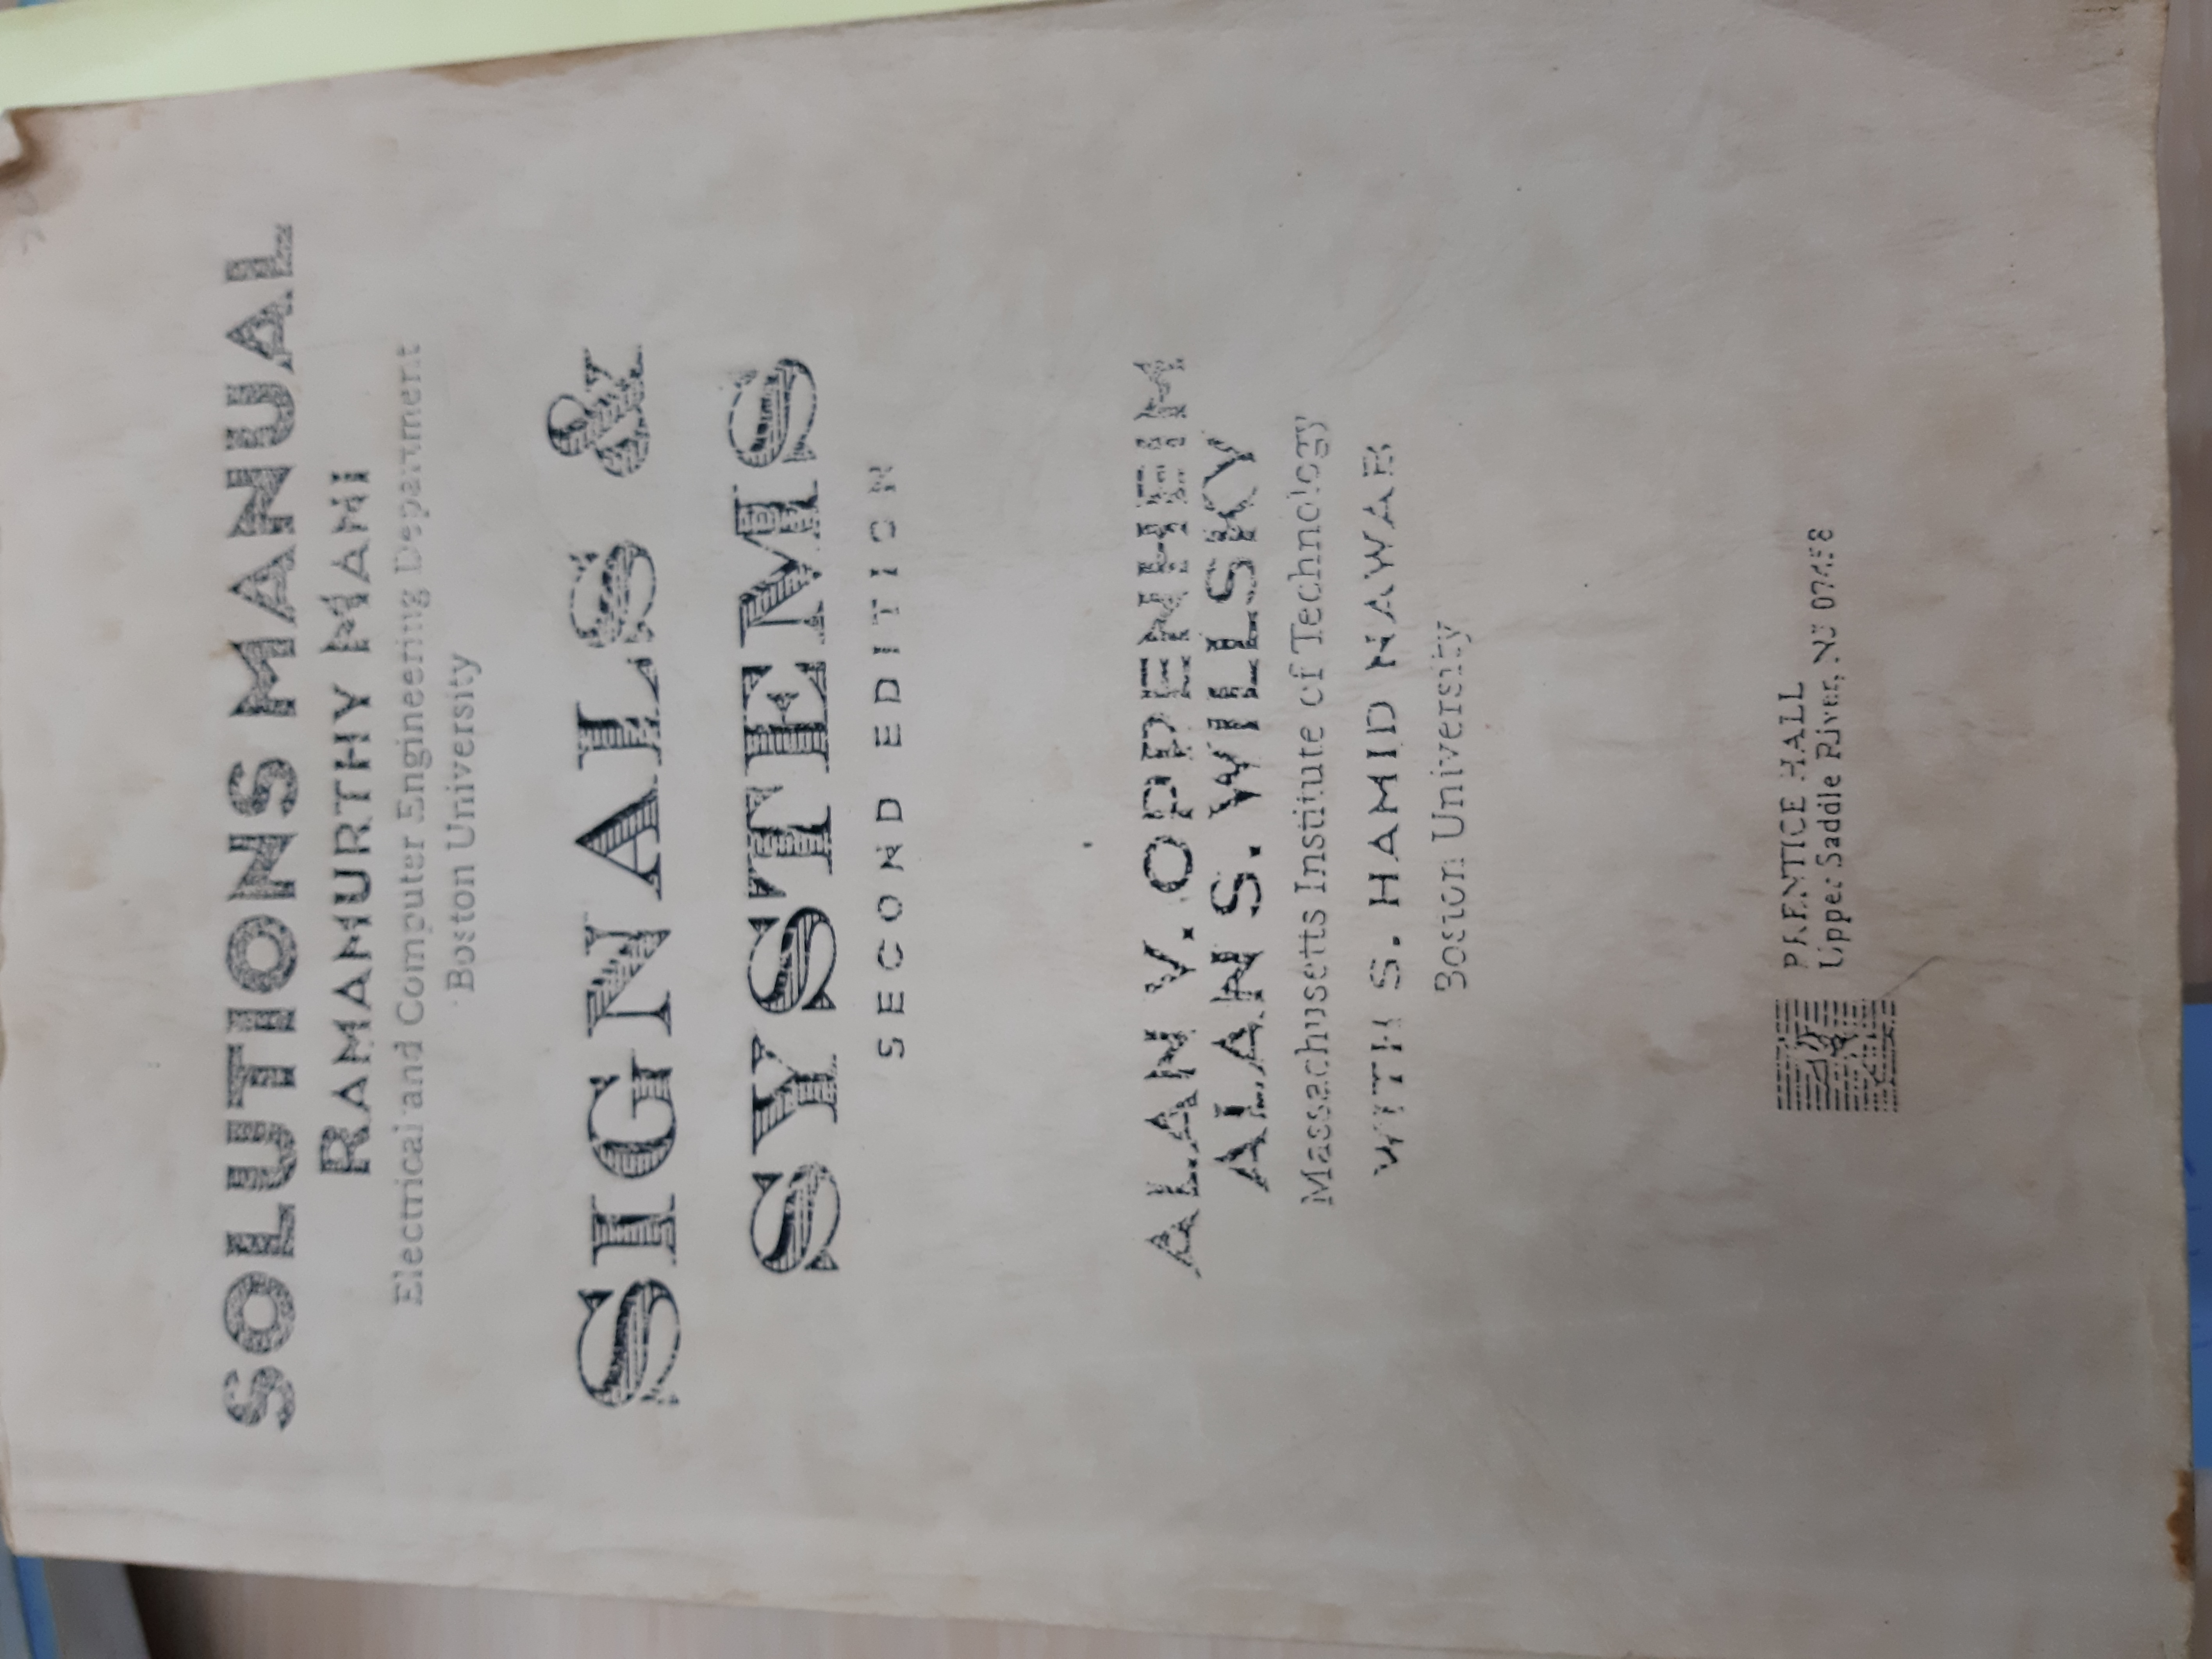 SOLUTIONS MANUAL
RAMAMURTHY MANI
Electrical and Computer Engineering Department
Boston University
SIGNALS &
SYSTEMS
SECOND EDITION
ALAN V. OPPENHEIM
ALAN S. WILLSKY
Massachusetts Institute of Technology
WITH S. HAMID NAWAB
Boston University
PRENTICE HALL
Upper Saddle River, NJ 07458